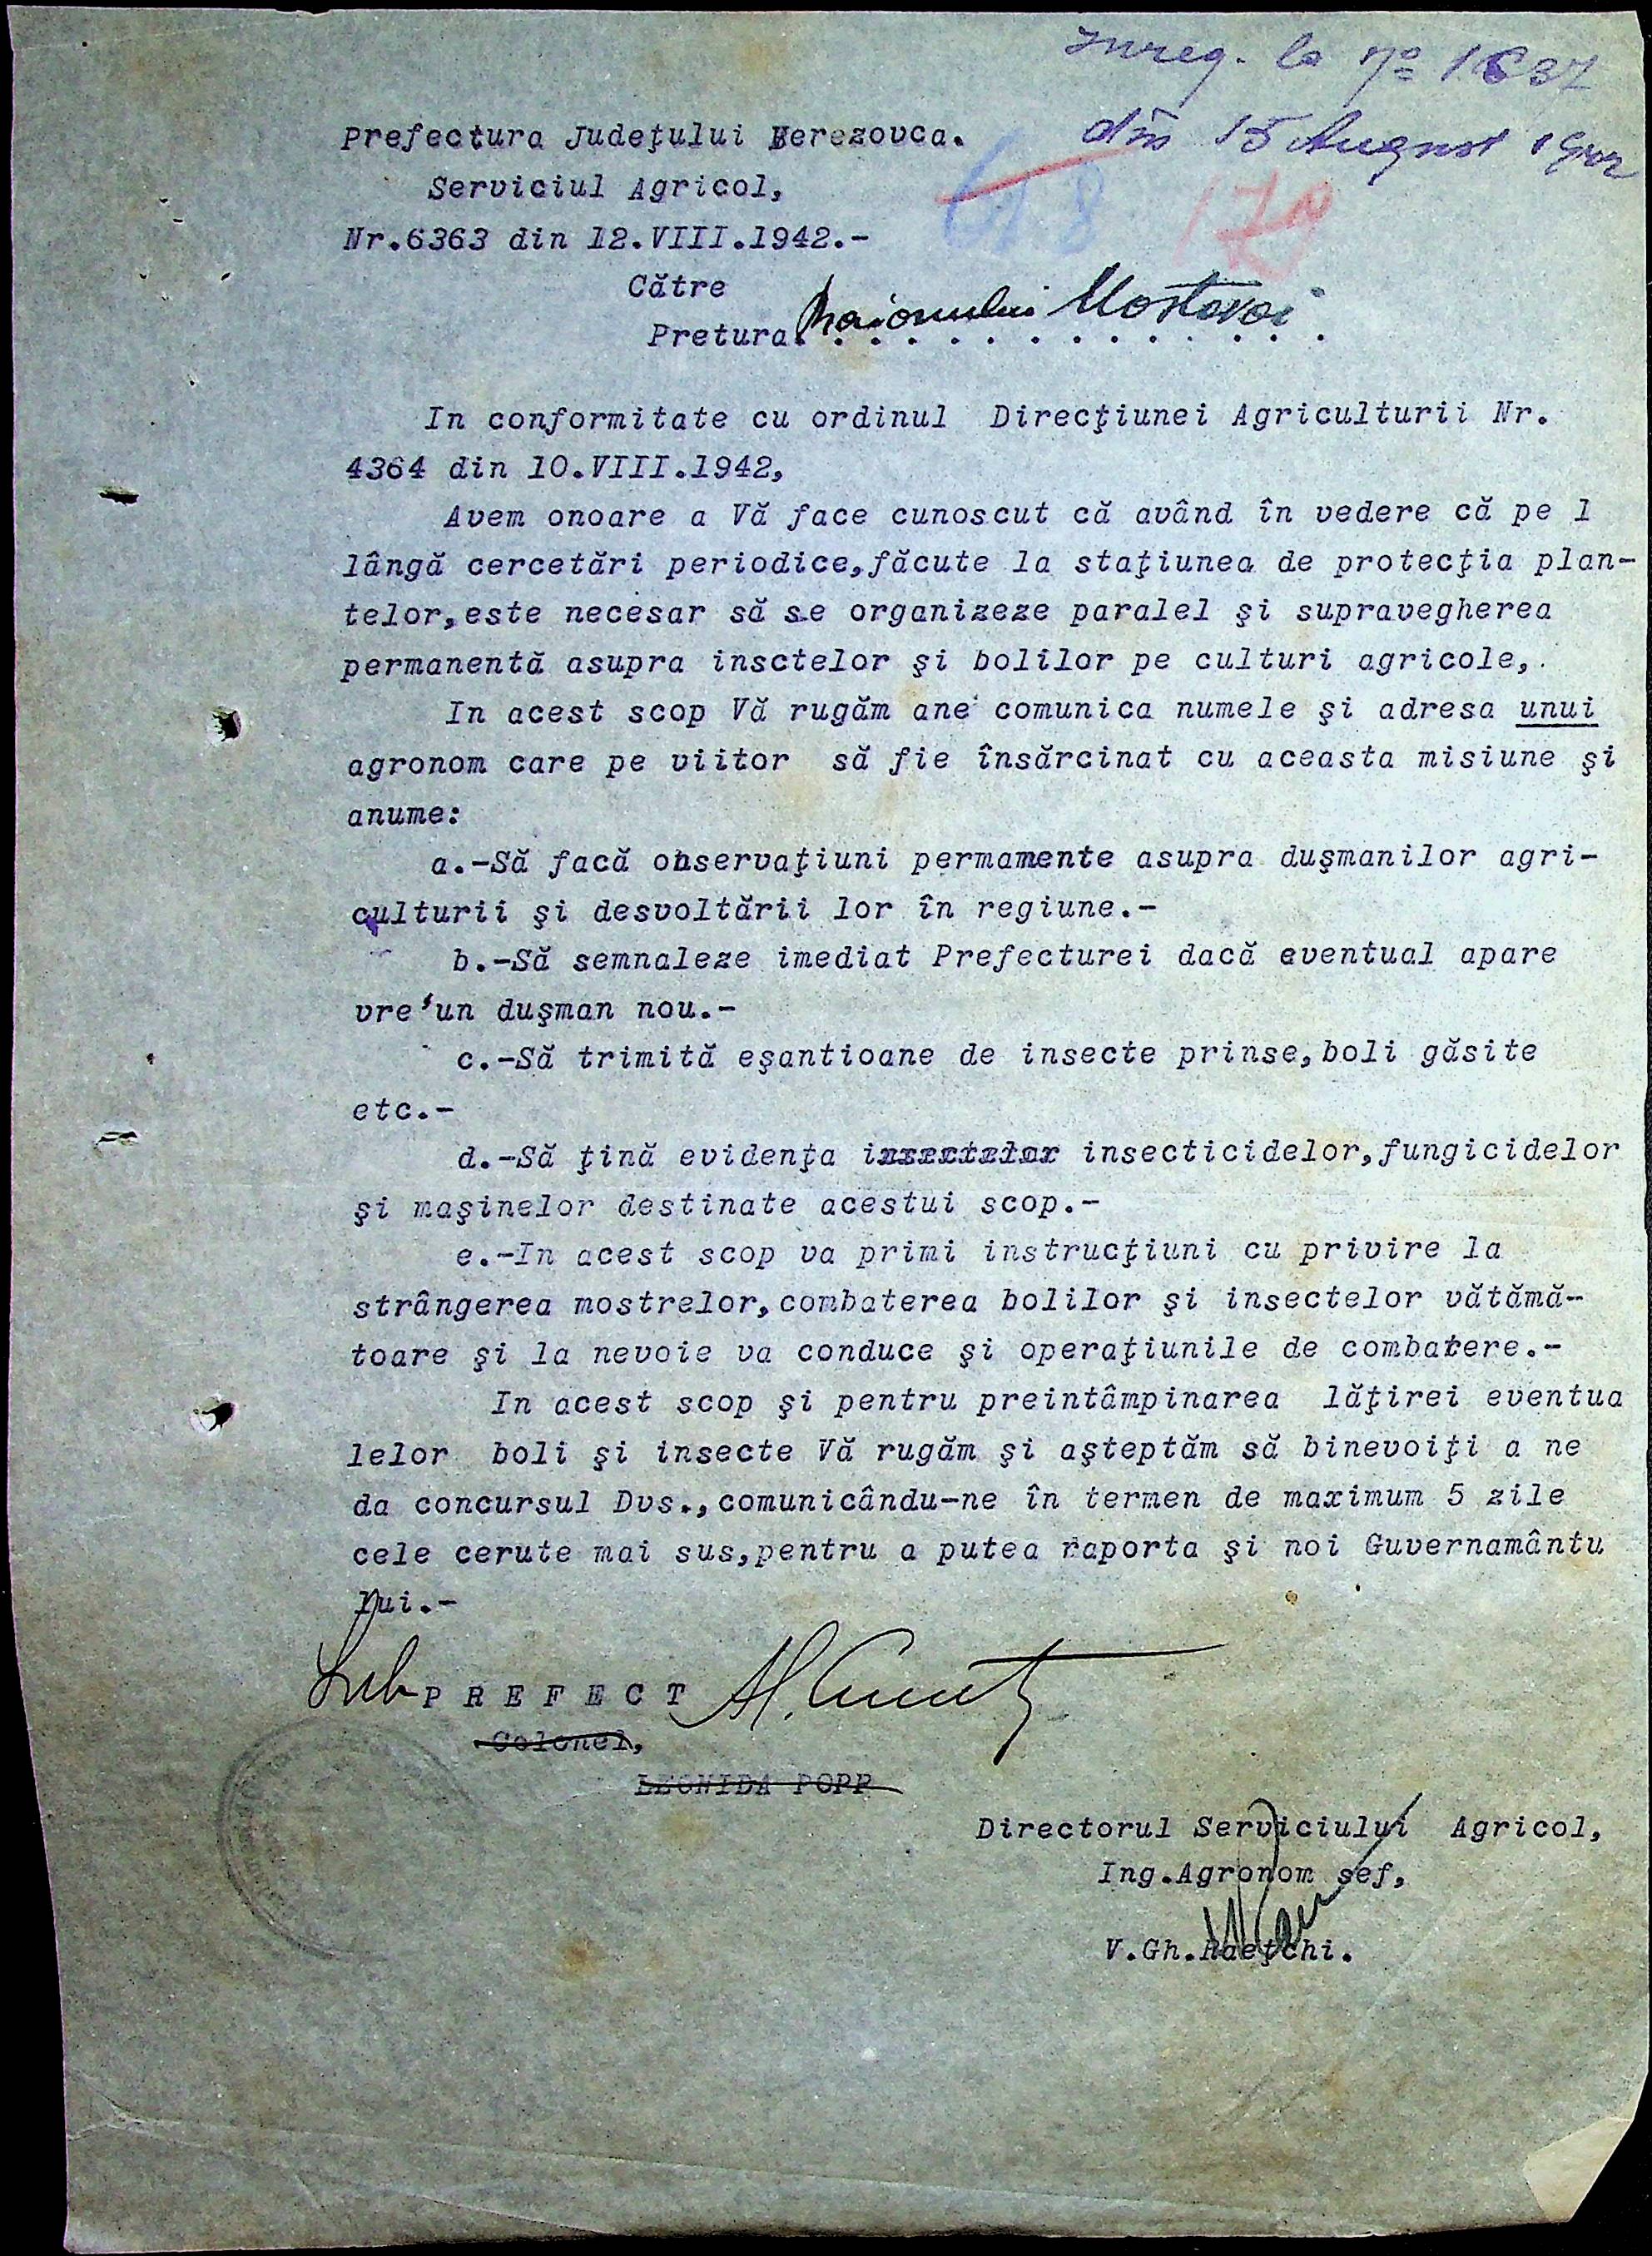 Inreg. la No 1637
din 15 August 1942
Prefectura Judeţului Berezovca.
Serviciul Agricol,
178
Nr.6363 din 12.VIII.1942.-
Către
Pretura Raionului Mostovoi
In conformitate cu ordinul Direcţiunei Agriculturii Nr.
4364 din 10.VIII.1942,
Avem onoare a Vă face cunoscut că având în vedere că pe l
lângă cercetări periodice,făcute la staţiunea de protecţia plan-
telor,este necesar să se organizeze paralel şi supravegherea
permanentă asupra insctelor şi bolilor pe culturi agricole,.
In acest scop Vă rugăm ane comunica numele şi adresa unui
agronom care pe viitor să fie însărcinat cu aceasta misiune şi
anume:
a.-Să facă observaţiuni permamente asupra duşmanilor agri-
culturii şi desvoltării lor în regiune.-
b.-Să semnaleze imediat Prefecturei dacă eventual apare
vre'un duşman nou.-
c.-Să trimită eşantioane de insecte prinse,boli găsite
etc.-
d.-Să ţină evidenţa insectelor insecticidelor,fungicidelor
şi maşinelor destinate acestui scop.-
e.-In acest scop va primi instrucţiuni cu privire la
strângerea mostrelor,combaterea bolilor şi insectelor vătămă-
toare şi la nevoie va conduce şi operaţiunile de combatere.-
In acest scop şi pentru preintâmpinarea lăţirei eventua
lelor boli şi insecte Vă rugăm şi aşteptăm să binevoiţi a ne
da concursul Dvs.,comunicându-ne în termen de maximum 5 zile
cele cerute mai sus,pentru a putea raporta şi noi Guvernamântu
lui.-
Sub PREFECT
Colonel,
LEONIDA POPP
Directorul Serviciului Agricol,
Ing.Agronom şef,
V.Gh.Raeţchi.